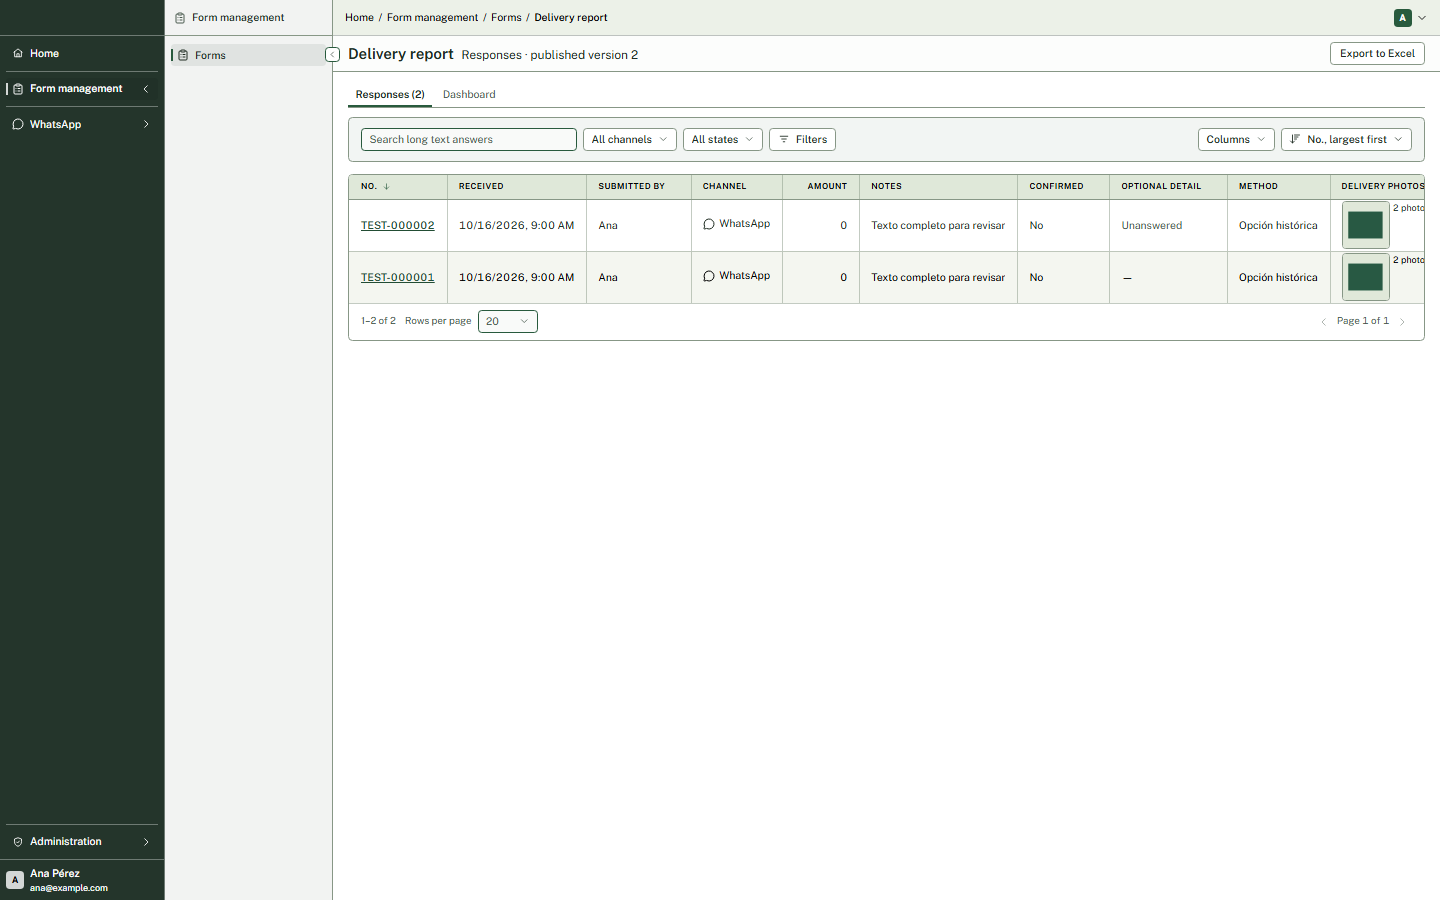 Form management
Home / Form management / Forms / Delivery report
A
Home
Form management
WhatsApp
Forms
Delivery report Responses · published version 2
Export to Excel
Responses (2) Dashboard
Search long text answers All channels All states Filters Columns No., largest first
NO. RECEIVED SUBMITTED BY CHANNEL AMOUNT NOTES CONFIRMED OPTIONAL DETAIL METHOD DELIVERY PHOTOS
TEST-000002 10/16/2026, 9:00 AM Ana WhatsApp 0 Texto completo para revisar No Unanswered Opción histórica 2 photo
TEST-000001 10/16/2026, 9:00 AM Ana WhatsApp 0 Texto completo para revisar No — Opción histórica 2 photo
1–2 of 2 Rows per page 20 Page 1 of 1
Administration
A
Ana Pérez
ana@example.com